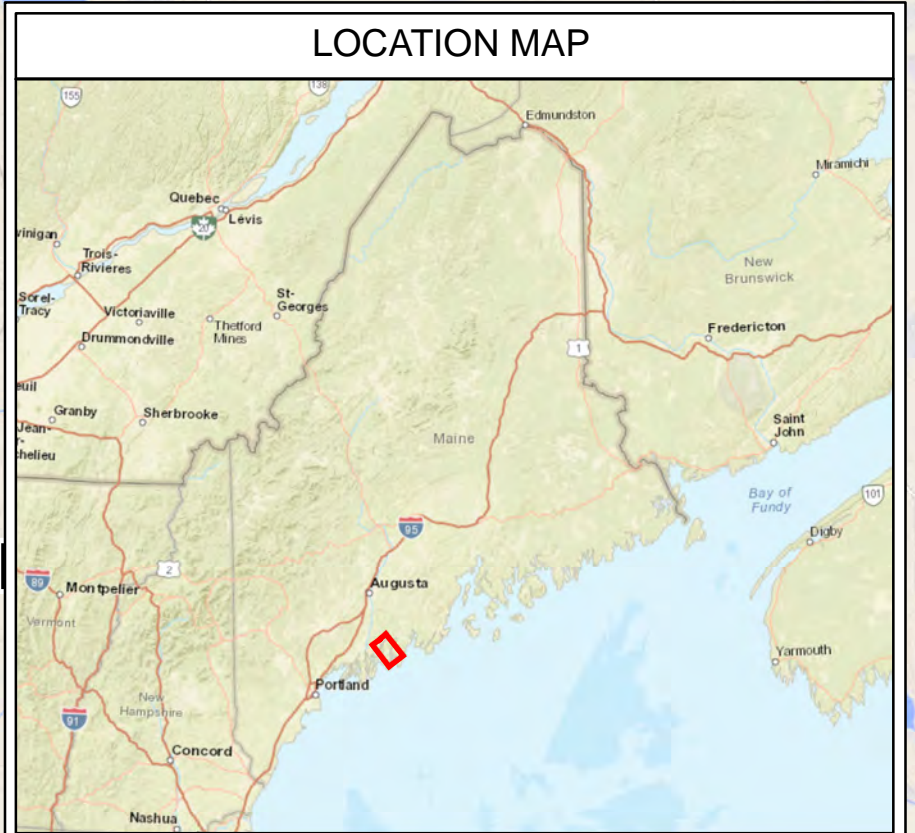 LOCATION MAP
155
138
Edmundston
Miramichi
Quebec
Lévis
20
vinigan
Trois-
Rivieres
New
Brunswick
Sorel-
Tracy
St-
Georges
Victoriaville
Thetford
Mines
Fredericton
Drummondville
1
euil
Granby
Sherbrooke
Saint
John
Jean-
r-
chelieu
Maine
Bay of
Fundy
101
95
Digby
2
89
Montpelier
Augusta
Vermont
Yarmouth
Portland
New
Hampshire
91
Concord
Nashua